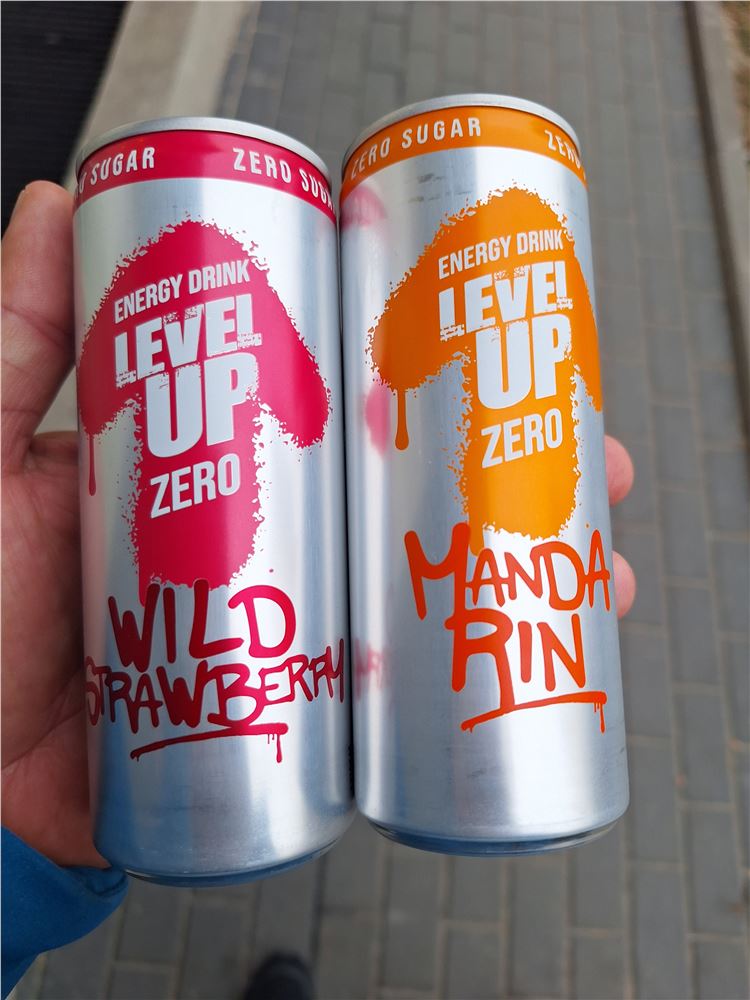 O SUGAR ZERO SUGAR
ENERGY DRINK
LEVEL
UP
ZERO
WILD
STRAWBERRY
ZERO SUGAR ZERO
ENERGY DRINK
LEVEL
UP
ZERO
MANDA
RIN